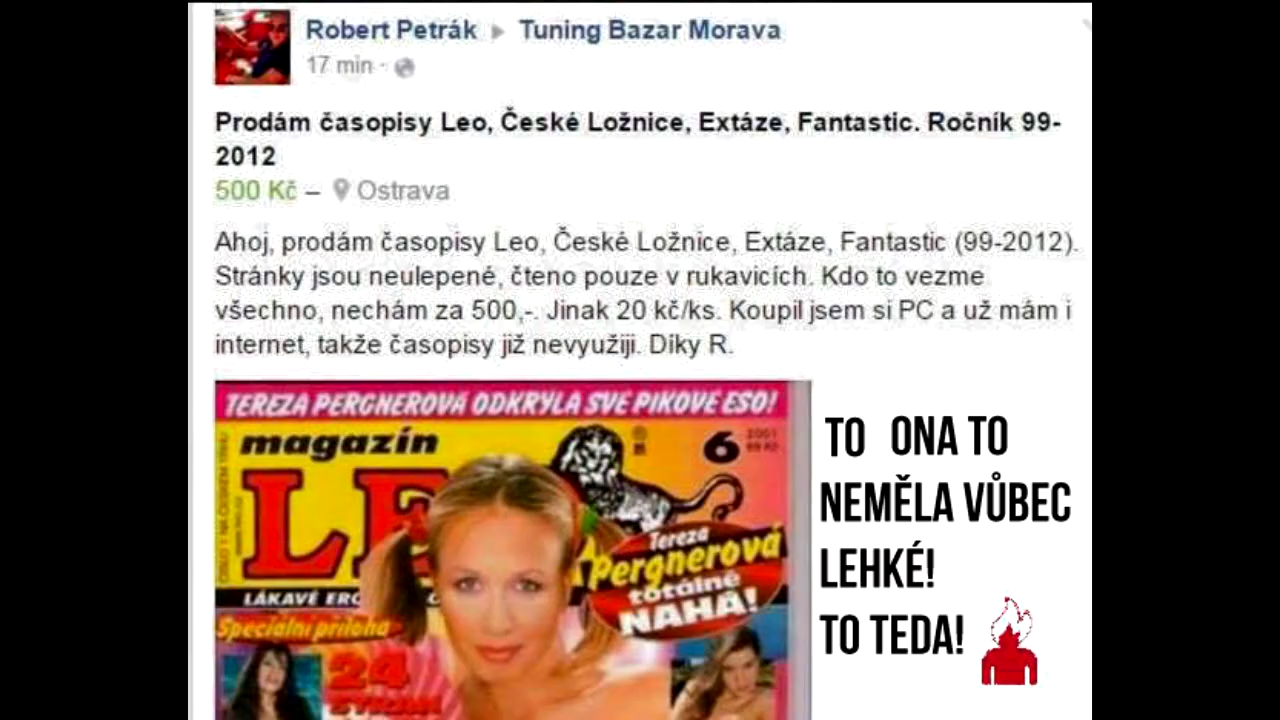 Robert Petrák ▸ Tuning Bazar Morava
17 min ·
Prodám časopisy Leo, České Ložnice, Extáze, Fantastic. Ročník 99-
2012
500 Kč – Ostrava
Ahoj, prodám časopisy Leo, České Ložnice, Extáze, Fantastic (99-2012).
Stránky jsou neulepené, čteno pouze v rukavicích. Kdo to vezme
všechno, nechám za 500,-. Jinak 20 kč/ks. Koupil jsem si PC a už mám i
internet, takže časopisy již nevyužiji. Díky R.
TEREZA PERGNEROVÁ ODKRYLA SVÉ PIKOVÉ ESO!
magazín
6
2001
LE
Tereza
Pergnerová
totálně
NAHÁ!
LÁKAVÉ
Speciální příloha
24
TO ONA TO
NEMĚLA VŮBEC
LEHKÉ!
TO TEDA!